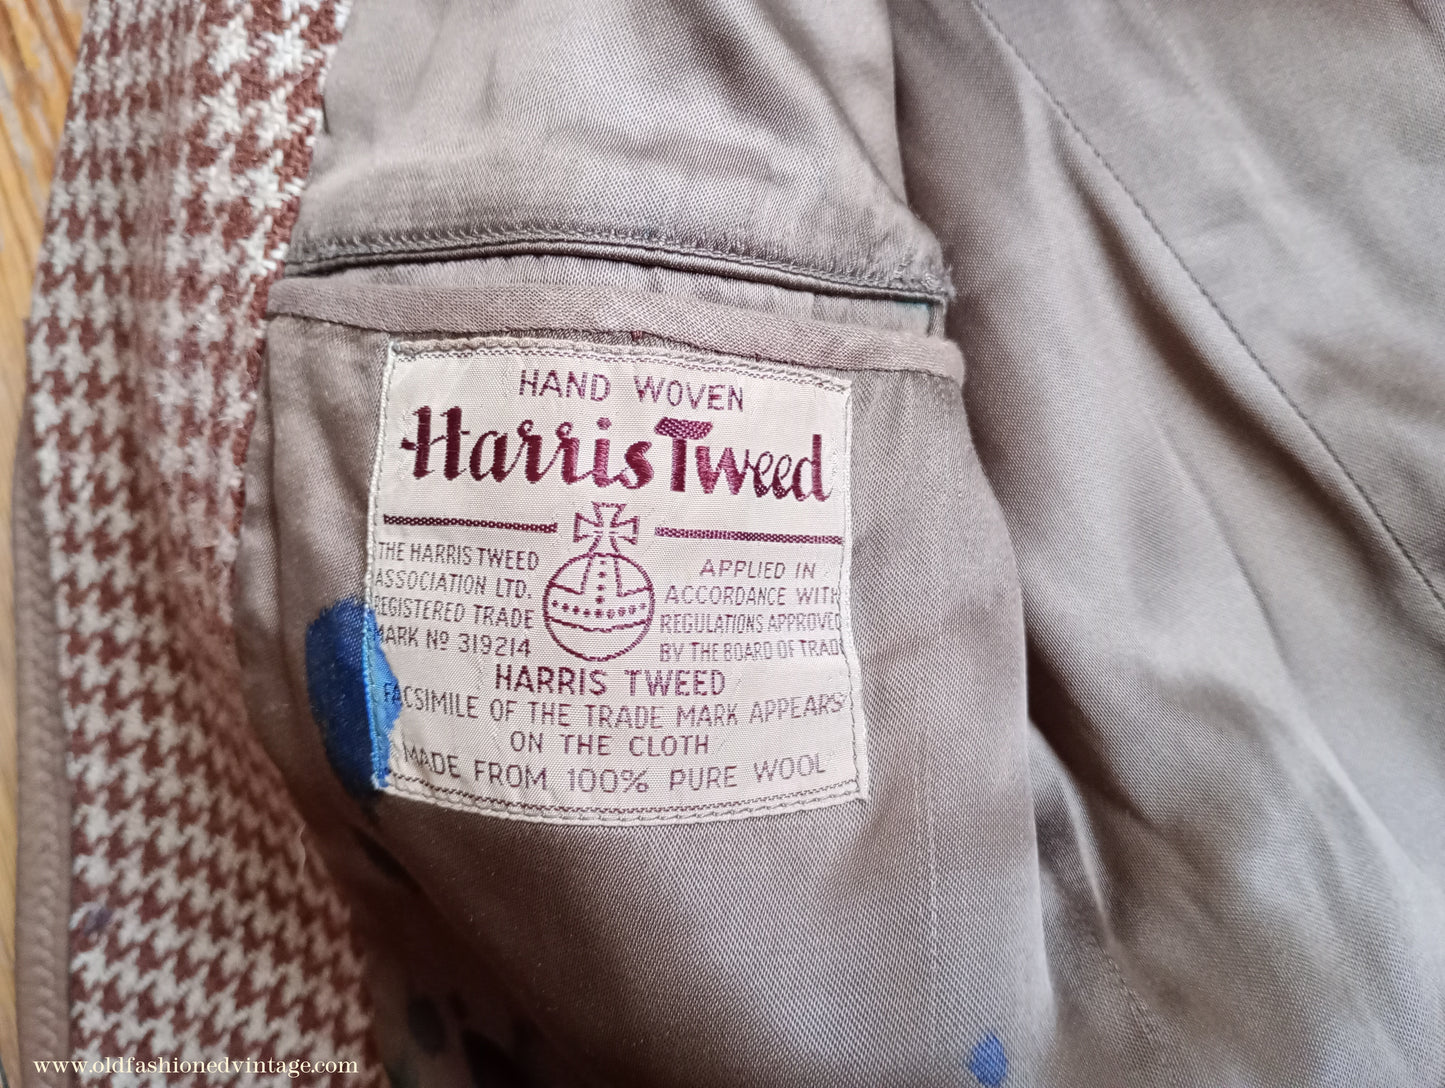 HAND WOVEN
Harris Tweed
THE HARRIS TWEED
ASSOCIATION LTD.
REGISTERED TRADE
MARK Nº 319214
APPLIED IN
ACCORDANCE WITH
REGULATIONS APPROVED
BY THE BOARD OF TRADE
HARRIS TWEED
FACSIMILE OF THE TRADE MARK APPEARS
ON THE CLOTH
MADE FROM 100% PURE WOOL
www.oldfashionedvintage.com